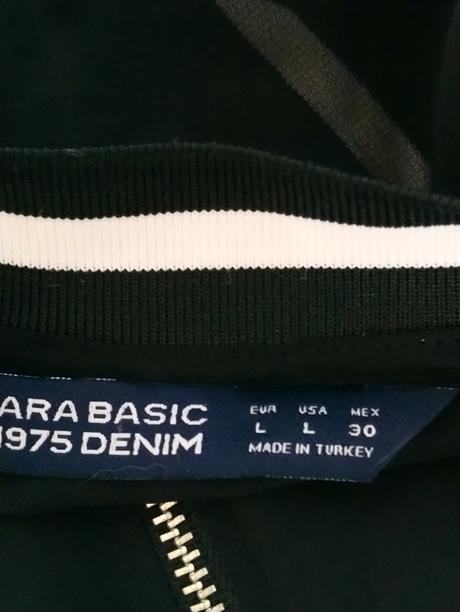 ARA BASIC
1975 DENIM
EUR USA MEX
L L 30
MADE IN TURKEY